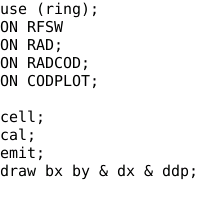 use (ring);
ON RFSW
ON RAD;
ON RADCOD;
ON CODPLOT;

cell;
cal;
emit;
draw bx by & dx & ddp;